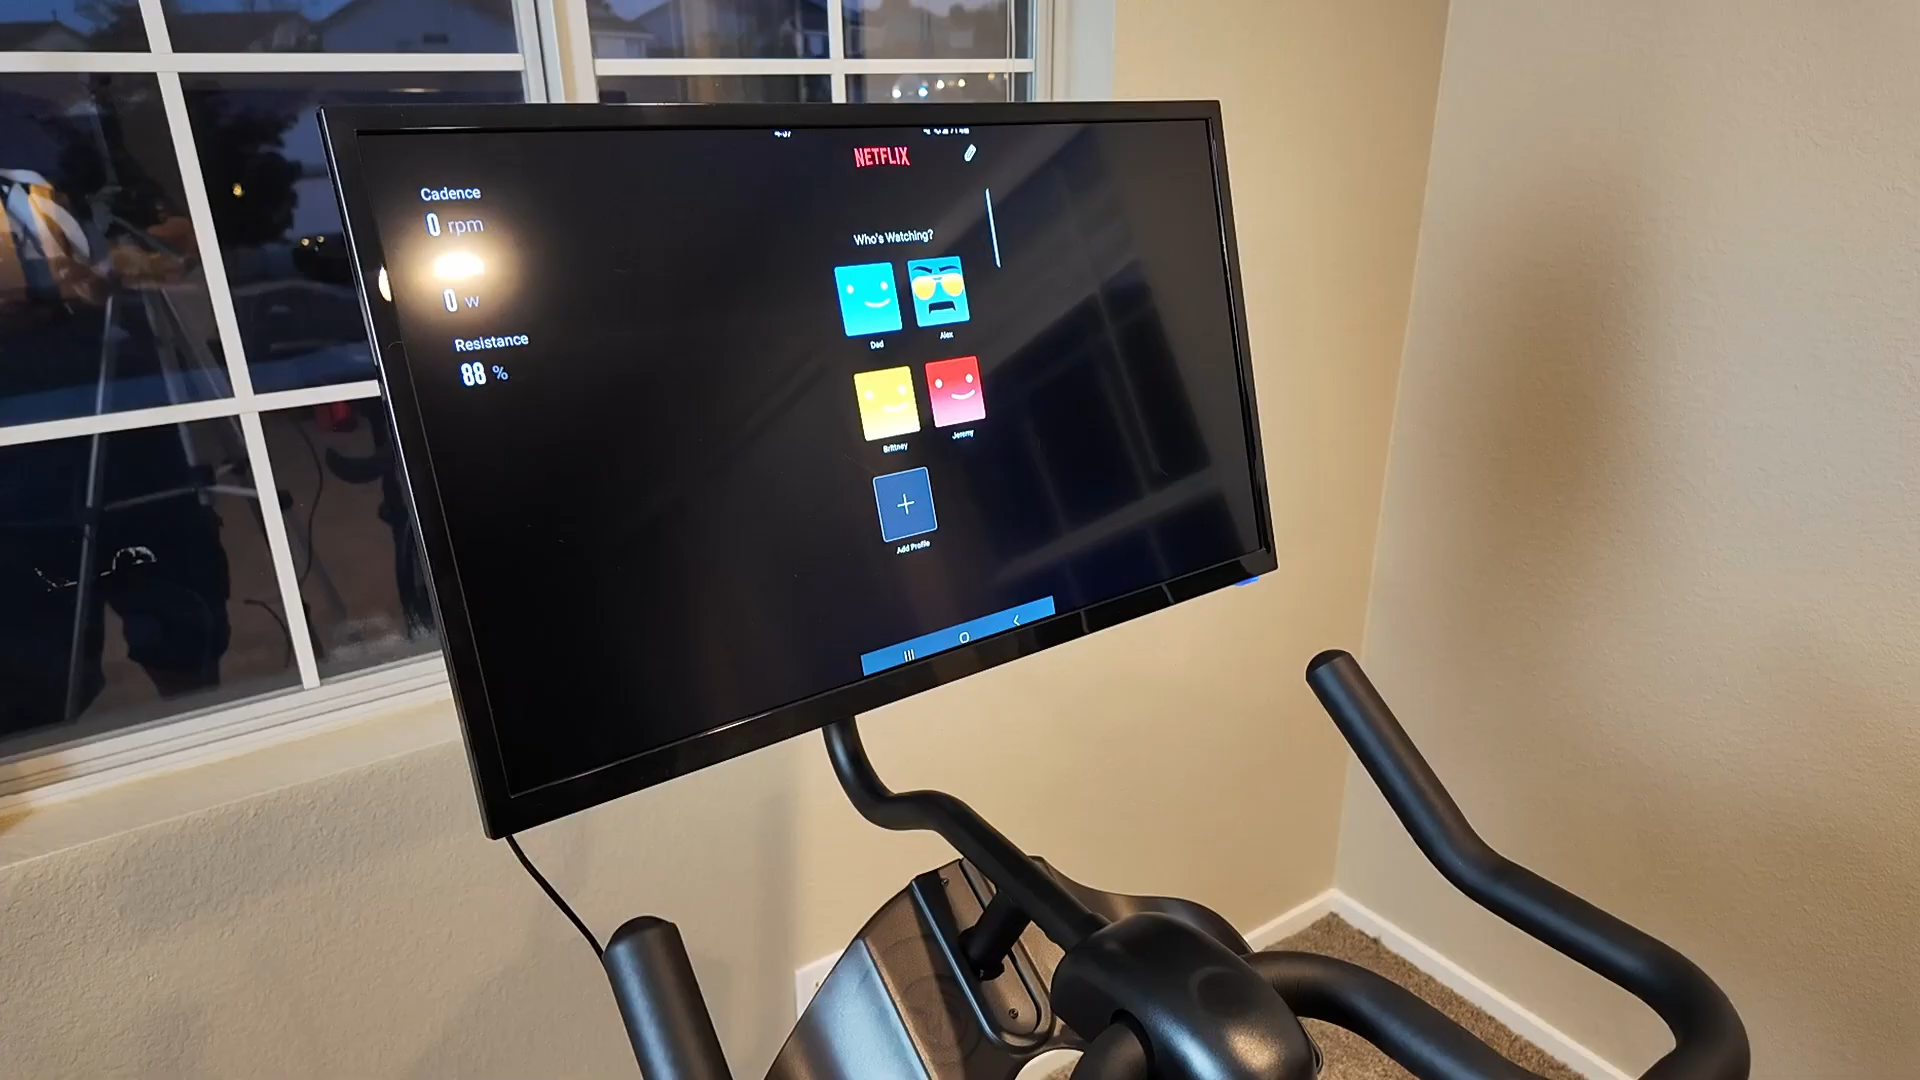 Cadence
0 rpm
0 w
Resistance
88 %
NETFLIX
Who's Watching?
Dad
Alex
Brittney
Jeremy
Add Profile